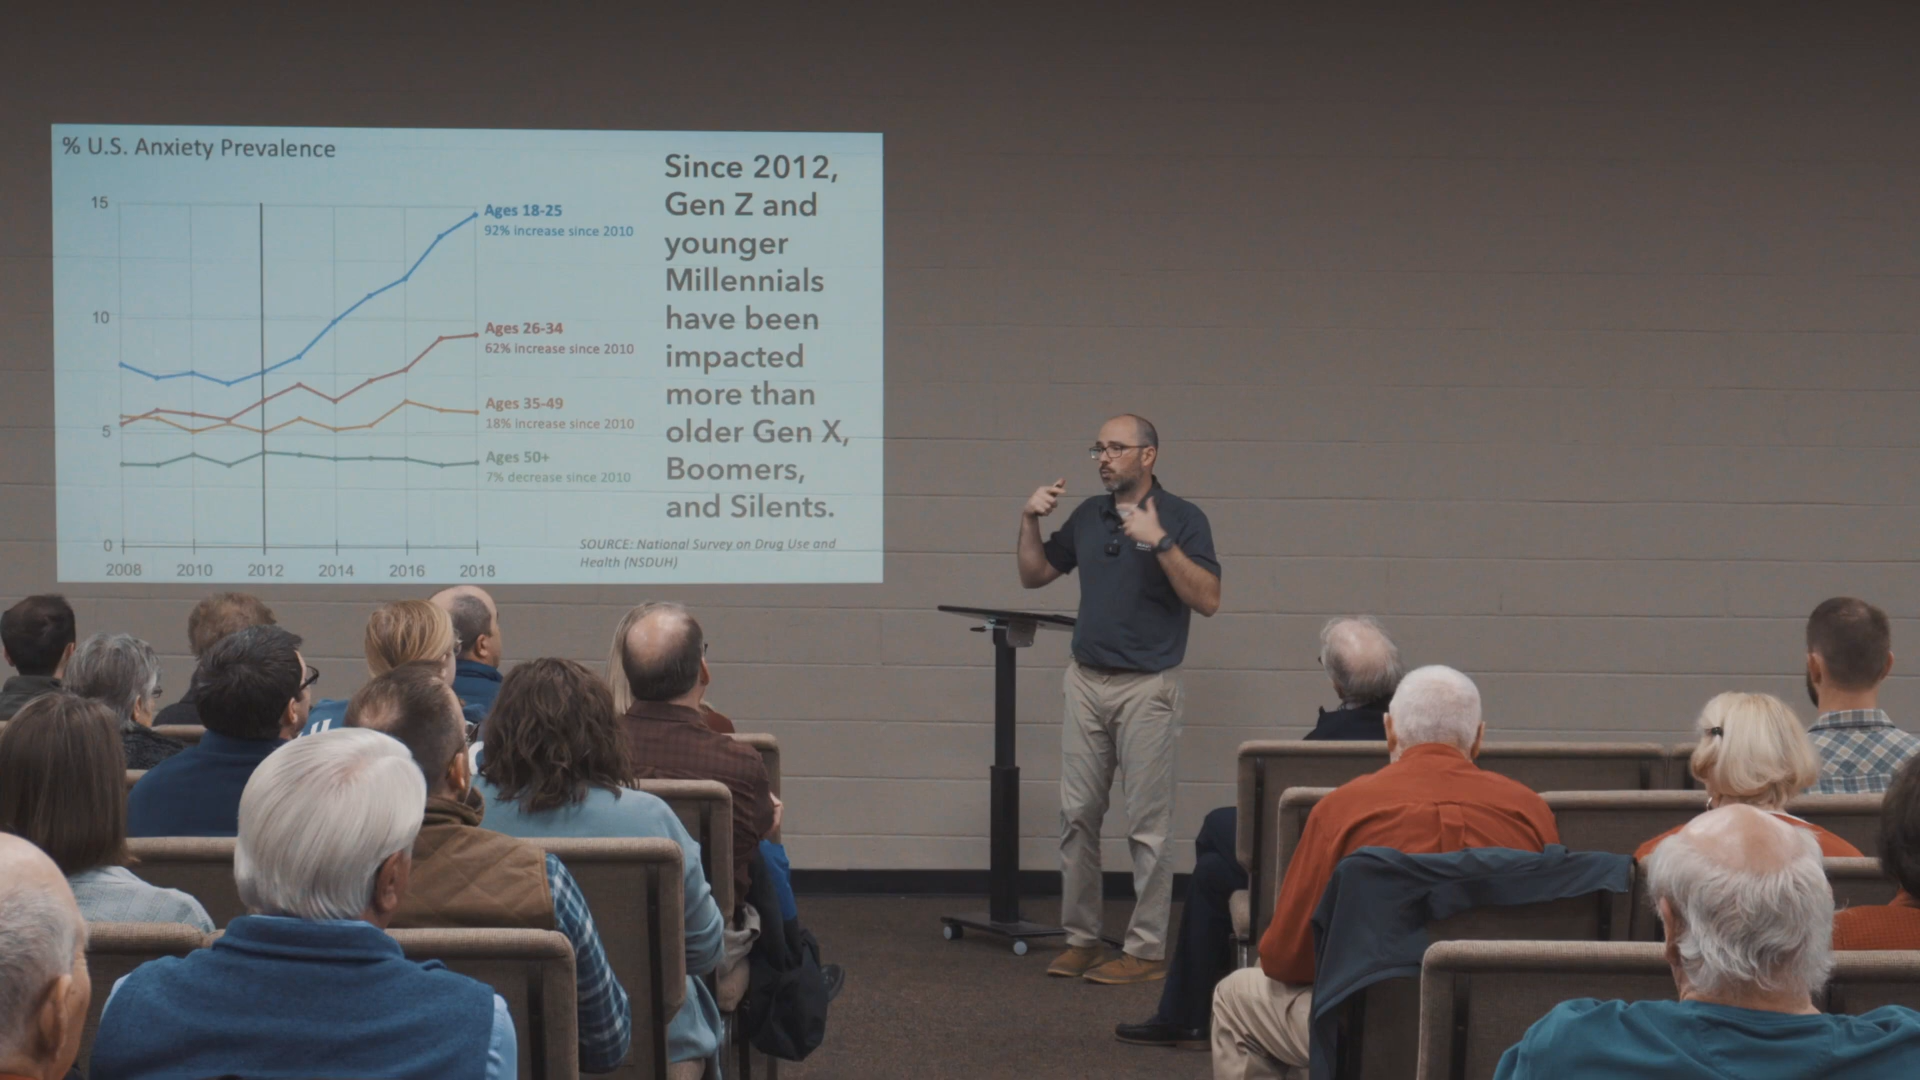 % U.S. Anxiety Prevalence
15
10
5
0
2008 2010 2012 2014 2016 2018
Ages 18-25
92% increase since 2010
Ages 26-34
62% increase since 2010
Ages 35-49
18% increase since 2010
Ages 50+
7% decrease since 2010
Since 2012,
Gen Z and
younger
Millennials
have been
impacted
more than
older Gen X,
Boomers,
and Silents.
SOURCE: National Survey on Drug Use and
Health (NSDUH)